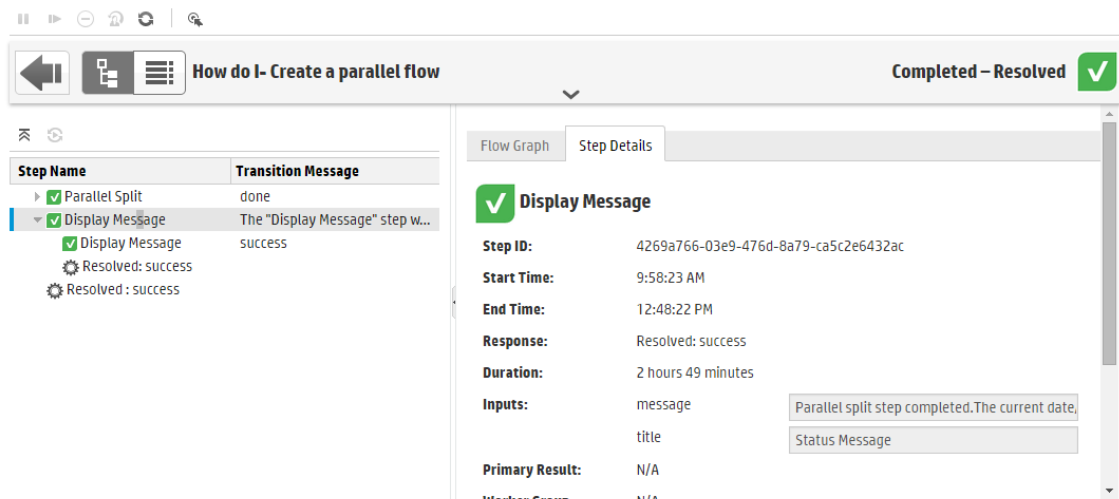 How do I- Create a parallel flow
Completed – Resolved
Step Name Transition Message
Parallel Split done
Display Message The "Display Message" step w...
Display Message success
Resolved: success
Resolved : success
Flow Graph Step Details
Display Message
Step ID: 4269a766-03e9-476d-8a79-ca5c2e6432ac
Start Time: 9:58:23 AM
End Time: 12:48:22 PM
Response: Resolved: success
Duration: 2 hours 49 minutes
Inputs: message Parallel split step completed.The current date,
title Status Message
Primary Result: N/A
Worker Group N/A